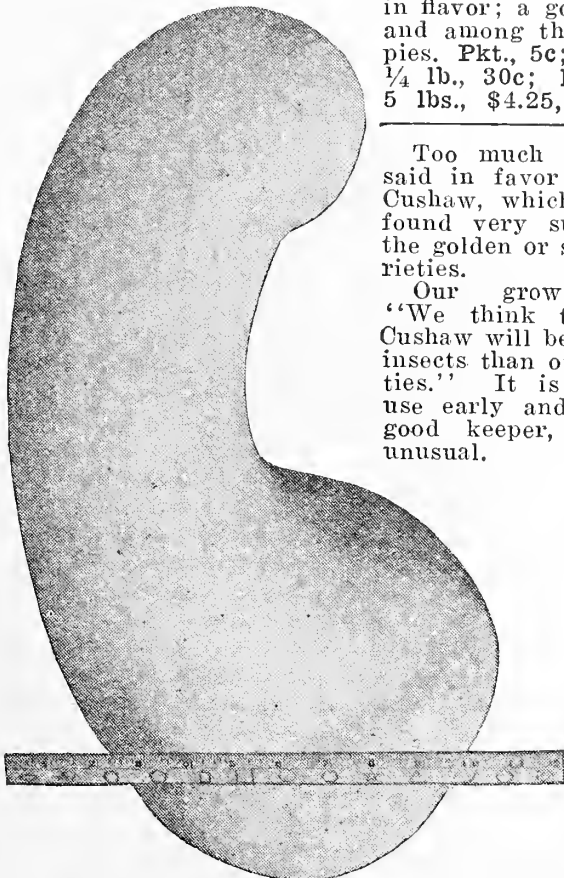 in flavor; a go
and among th
pies. Pkt., 5c;
¼ lb., 30c; 1
5 lbs., $4.25,
Too much
said in favor
Cushaw, which
found very su
the golden or s
rieties.
Our grow
“We think t
Cushaw will be
insects than o
ties.” It is
use early and
good keeper,
unusual.